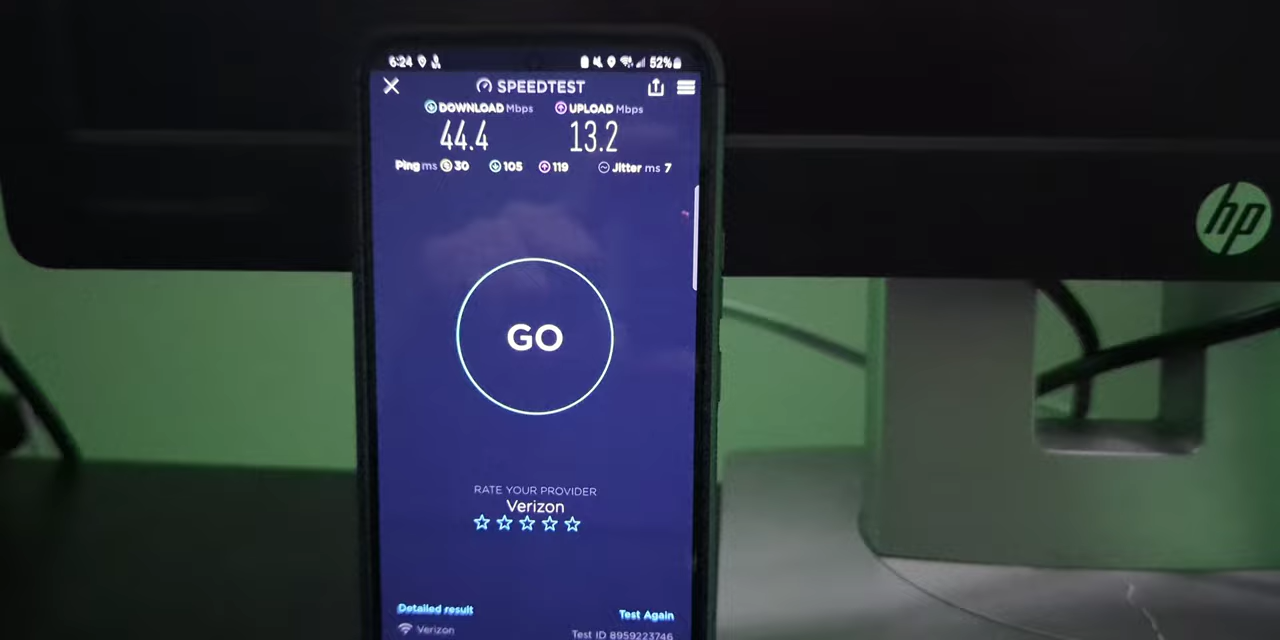 6:24 52%
SPEEDTEST
DOWNLOAD Mbps UPLOAD Mbps
44.4 13.2
Ping ms 30 105 119 Jitter ms 7
hp
GO
RATE YOUR PROVIDER
Verizon
Detailed result Test Again
Verizon Test ID 8959223746